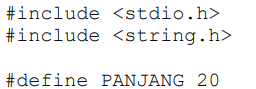 #include <stdio.h>
#include <string.h>
#define PANJANG 20